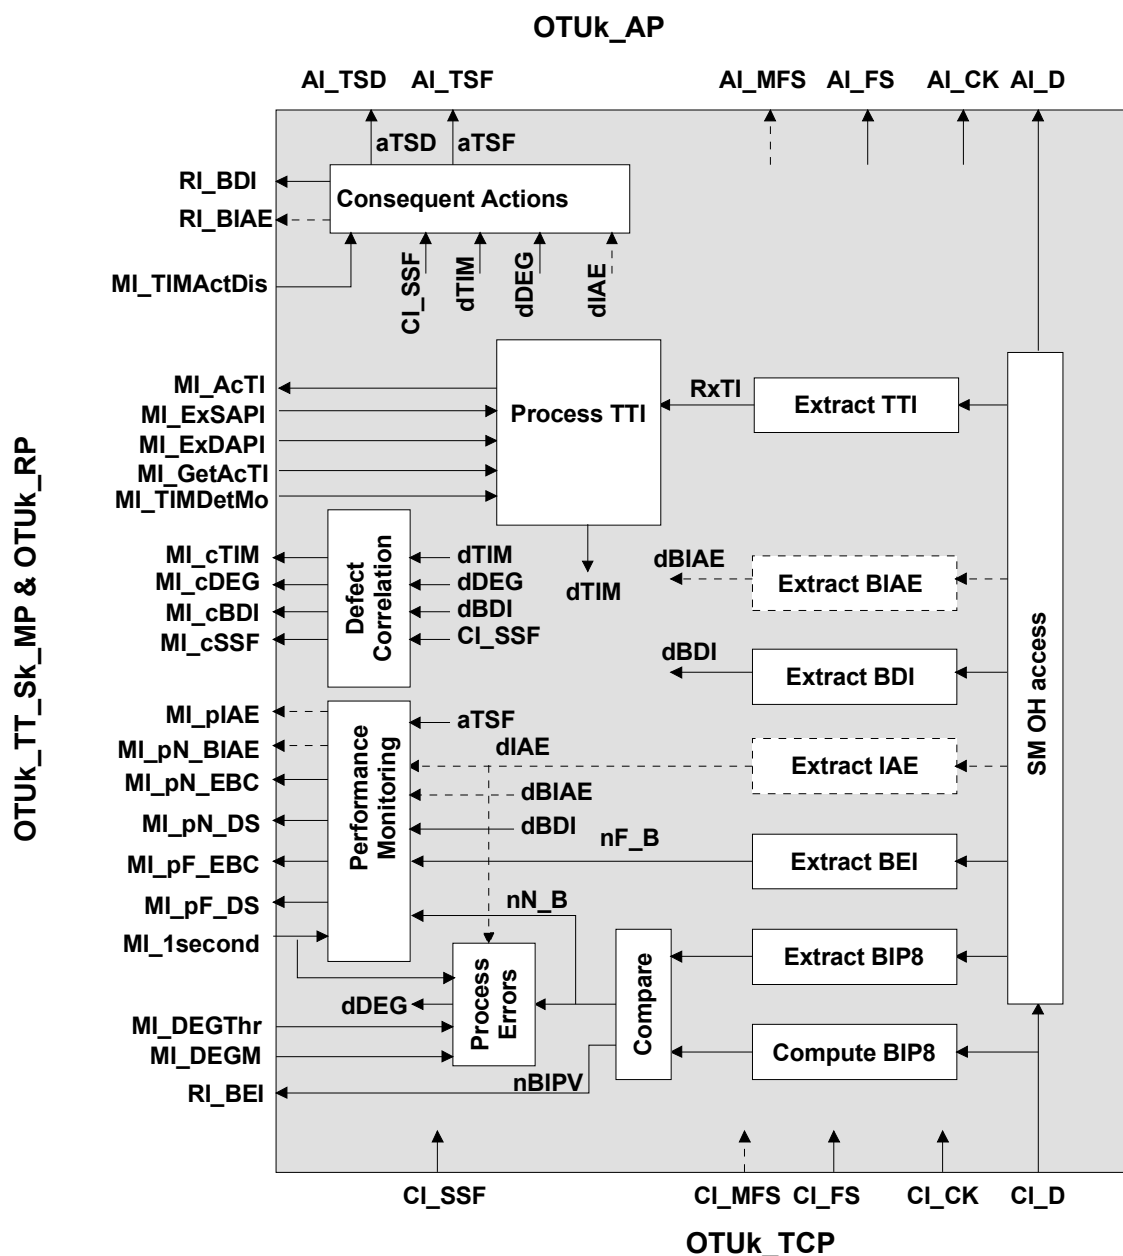 OTUk_AP
AI_TSD
AI_TSF
AI_MFS
AI_FS
AI_CK
AI_D
aTSD
aTSF
RI_BDI
RI_BIAE
Consequent Actions
MI_TIMActDis
CI_SSF
dTIM
dDEG
dIAE
MI_AcTI
MI_ExSAPI
MI_ExDAPI
MI_GetAcTI
MI_TIMDetMo
Process TTI
RxTI
Extract TTI
dTIM
OTUk_TT_Sk_MP & OTUk_RP
MI_cTIM
MI_cDEG
MI_cBDI
MI_cSSF
Defect
Correlation
dTIM
dDEG
dBDI
CI_SSF
dBIAE
Extract BIAE
dBDI
Extract BDI
SM OH access
MI_pIAE
MI_pN_BIAE
MI_pN_EBC
MI_pN_DS
MI_pF_EBC
MI_pF_DS
MI_1second
Performance
Monitoring
aTSF
dIAE
dBIAE
dBDI
nF_B
nN_B
Extract IAE
Extract BEI
Extract BIP8
Compute BIP8
Compare
Process
Errors
dDEG
MI_DEGThr
MI_DEGM
RI_BEI
nBIPV
CI_SSF
CI_MFS
CI_FS
CI_CK
CI_D
OTUk_TCP